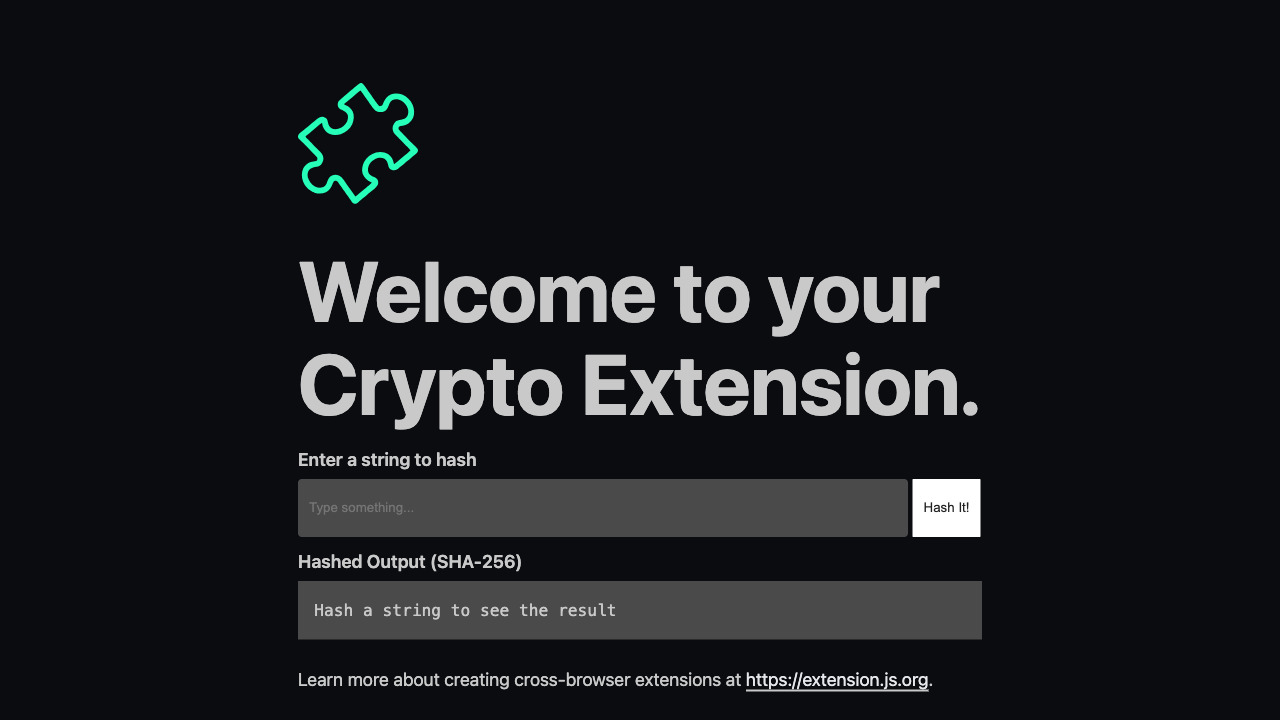 Welcome to your
Crypto Extension.
Enter a string to hash
Type something...
Hash It!
Hashed Output (SHA-256)
Hash a string to see the result
Learn more about creating cross-browser extensions at https://extension.js.org.